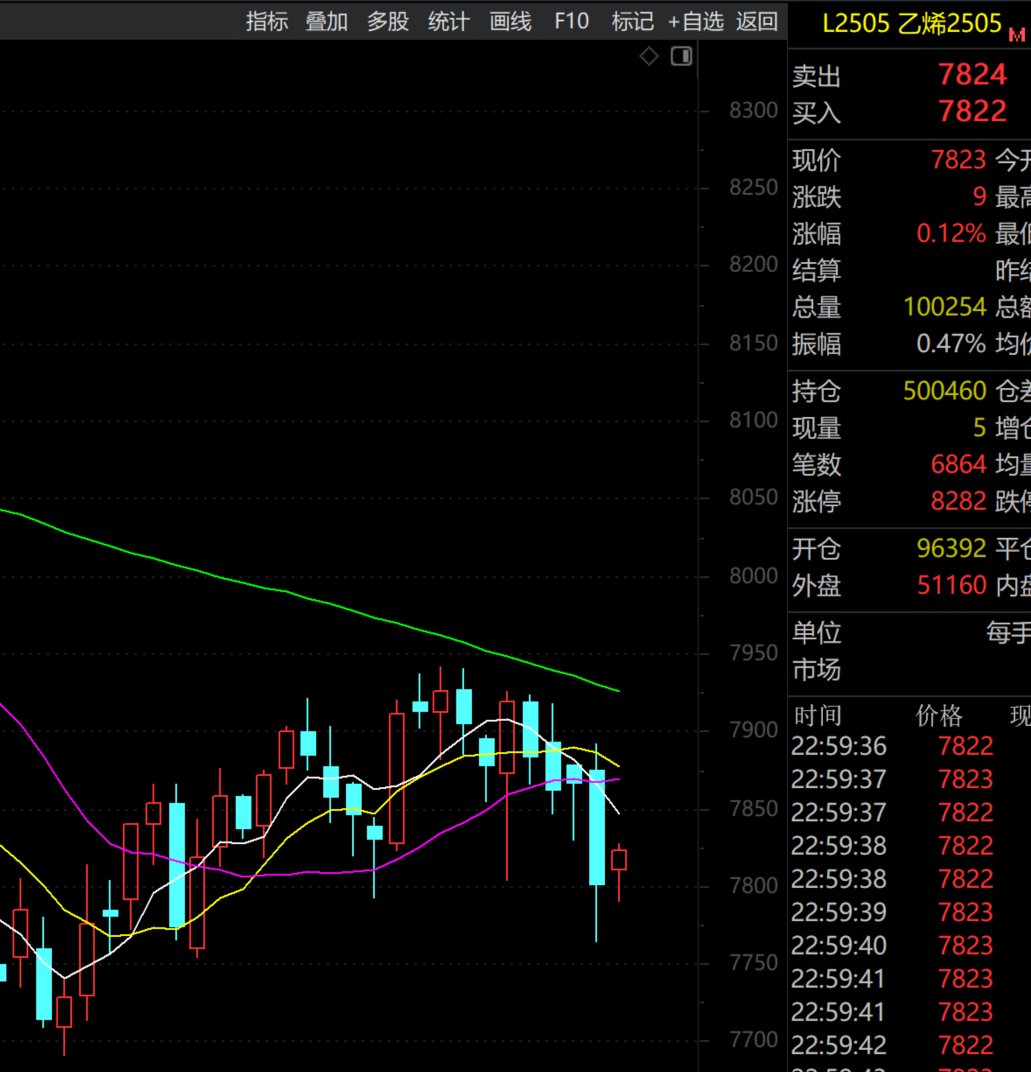 指标 叠加 多股 统计 画线 F10 标记 +自选 返回
L2505 乙烯2505 M
8300
8250
8200
8150
8100
8050
8000
7950
7900
7850
7800
7750
7700
卖出 7824
买入 7822
现价 7823 今开
涨跌 9 最高
涨幅 0.12% 最低
结算 昨结
总量 100254 总额
振幅 0.47% 均价
持仓 500460 仓差
现量 5 增仓
笔数 6864 均量
涨停 8282 跌停
开仓 96392 平仓
外盘 51160 内盘
单位 每手
市场
时间 价格 现
22:59:36 7822
22:59:37 7823
22:59:37 7822
22:59:38 7822
22:59:38 7822
22:59:39 7823
22:59:40 7823
22:59:41 7823
22:59:41 7823
22:59:42 7822